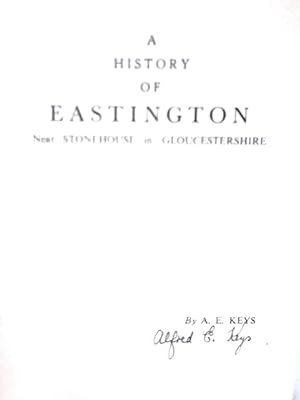 A
HISTORY
OF
EASTINGTON
Near STONEHOUSE in GLOUCESTERSHIRE
By A. E. KEYS
Alfred E. Keys.